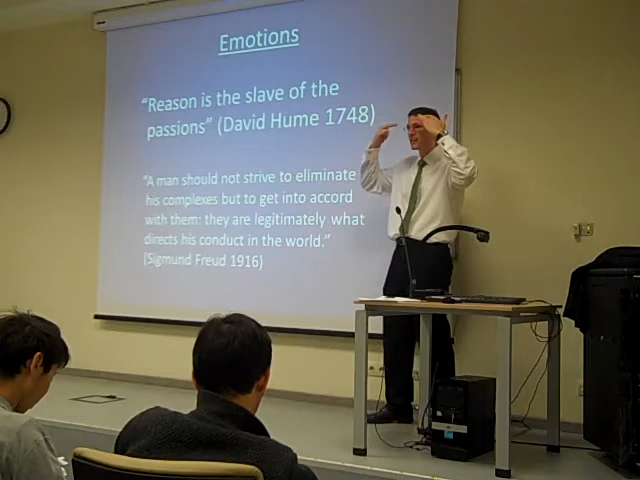 Emotions
"Reason is the slave of the
passions" (David Hume 1748)
"A man should not strive to eliminate
his complexes but to get into accord
with them: they are legitimately what
directs his conduct in the world."
(Sigmund Freud 1916)